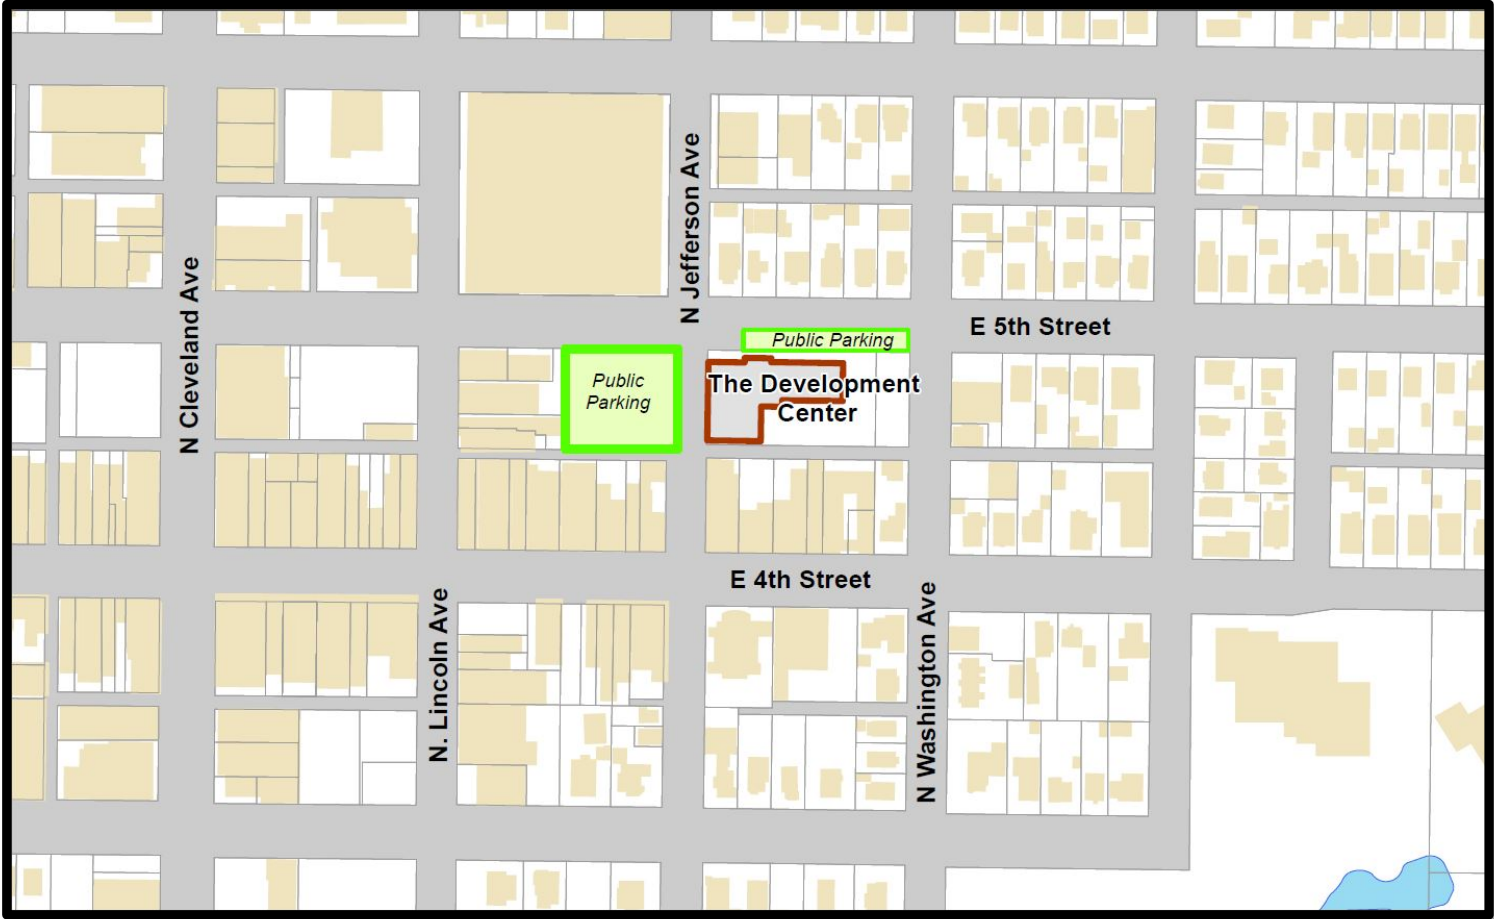 N Jefferson Ave
N Cleveland Ave
E 5th Street
Public Parking
Public
Parking
The Development
Center
E 4th Street
N. Lincoln Ave
N Washington Ave